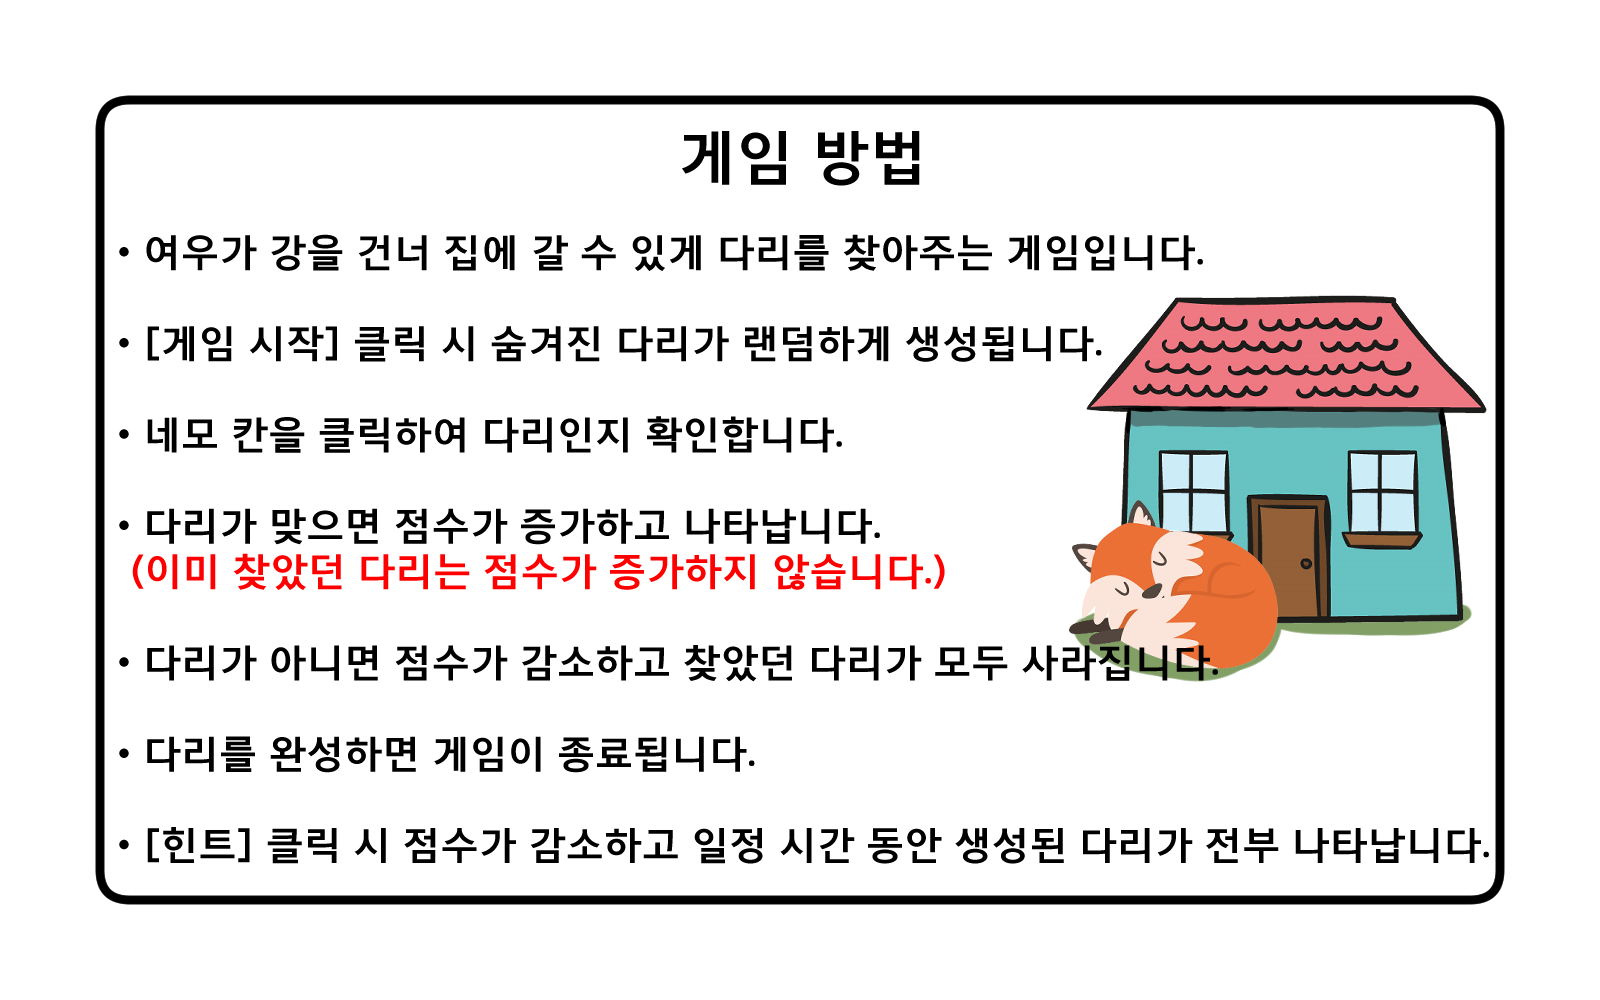 게임 방법
• 여우가 강을 건너 집에 갈 수 있게 다리를 찾아주는 게임입니다.
• [게임 시작] 클릭 시 숨겨진 다리가 랜덤하게 생성됩니다.
• 네모 칸을 클릭하여 다리인지 확인합니다.
• 다리가 맞으면 점수가 증가하고 나타납니다.
(이미 찾았던 다리는 점수가 증가하지 않습니다.)
• 다리가 아니면 점수가 감소하고 찾았던 다리가 모두 사라집니다.
• 다리를 완성하면 게임이 종료됩니다.
• [힌트] 클릭 시 점수가 감소하고 일정 시간 동안 생성된 다리가 전부 나타납니다.